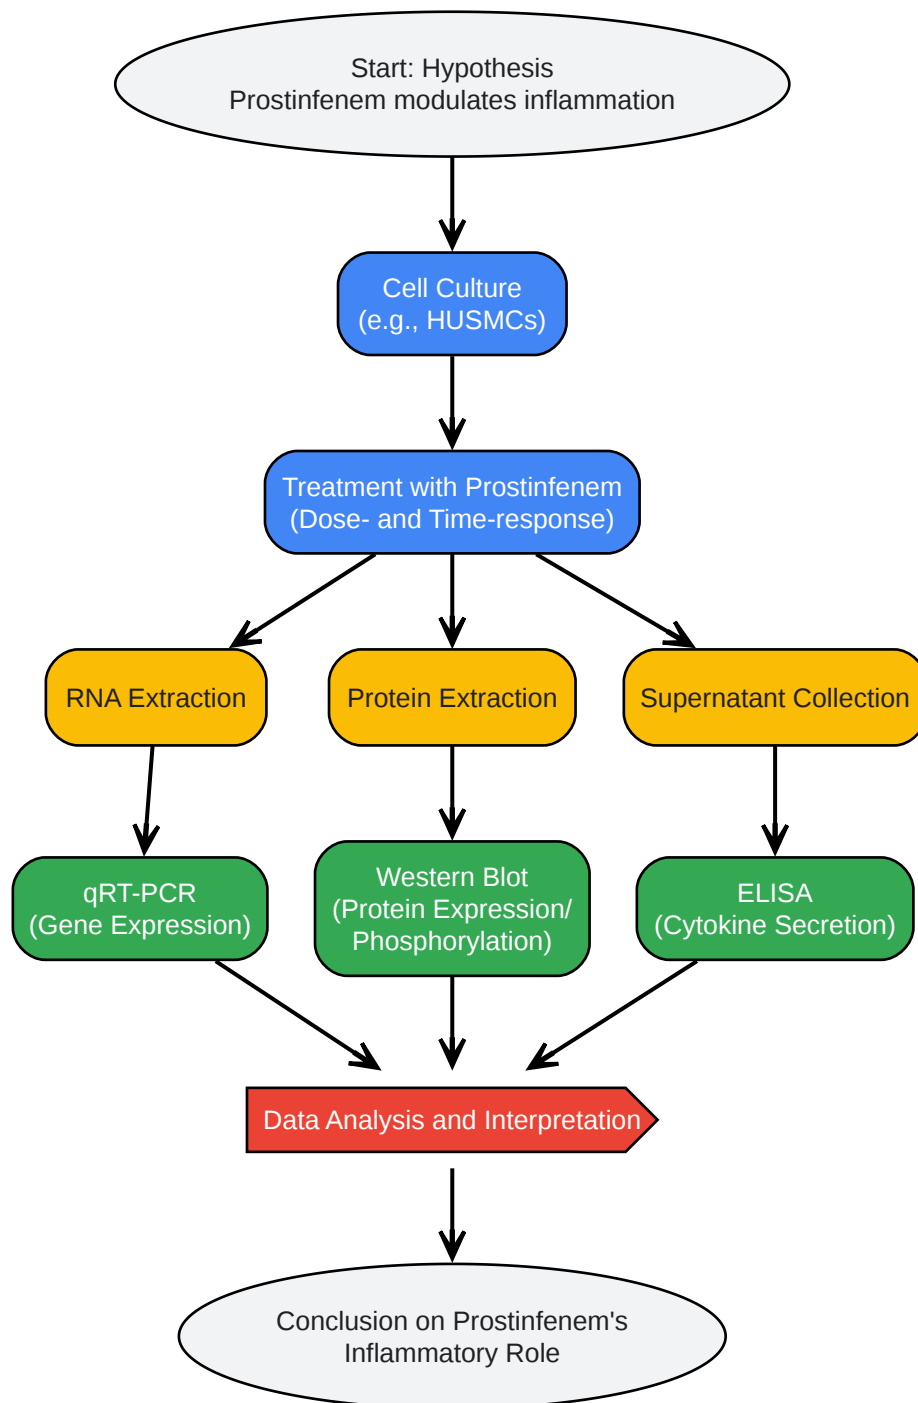 Start: Hypothesis
Prostinfenem modulates inflammation
Cell Culture
(e.g., HUSMCs)
Treatment with Prostinfenem
(Dose- and Time-response)
RNA Extraction
Protein Extraction
Supernatant Collection
qRT-PCR
(Gene Expression)
Western Blot
(Protein Expression/
Phosphorylation)
ELISA
(Cytokine Secretion)
Data Analysis and Interpretation
Conclusion on Prostinfenem's
Inflammatory Role